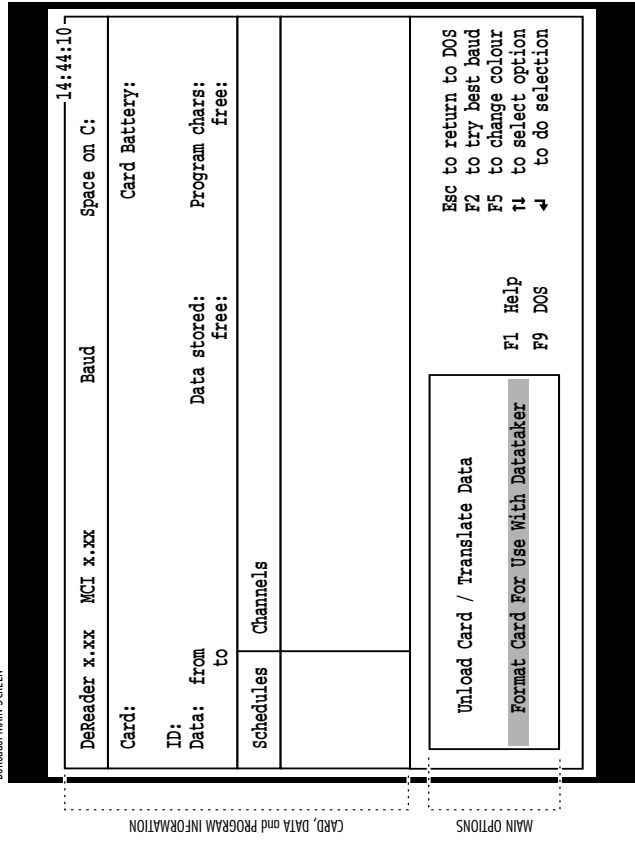 DeReader MAIN SCREEN
14:44:10
DeReader x.xx MCI x.xx Baud Space on C:
Card: Card Battery:
ID:
Data: from Data stored: Program chars:
to free: free:
Schedules Channels
Unload Card / Translate Data
Format Card For Use With Datataker
F1 Help
F9 DOS
Esc to return to DOS
F2 to try best baud
F5 to change colour
↑↓ to select option
↵ to do selection
CARD, DATA and PROGRAM INFORMATION
MAIN OPTIONS